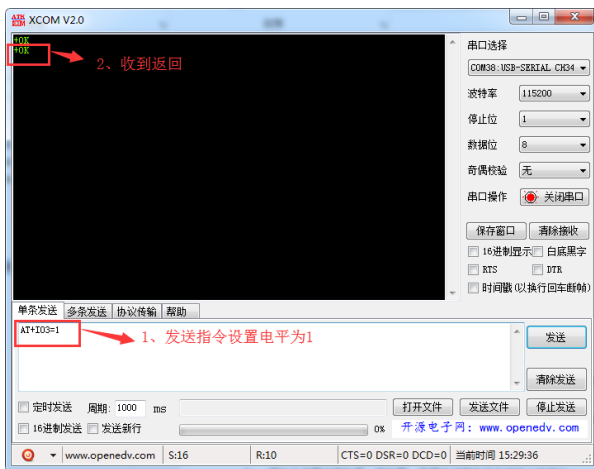 ATK
COM XCOM V2.0
+OK
+OK
2、收到返回
串口选择
COM38:USB-SERIAL CH34
波特率 115200
停止位 1
数据位 8
奇偶校验 无
串口操作 关闭串口
保存窗口 清除接收
16进制显示 白底黑字
RTS DTR
时间戳(以换行回车断帧)
单条发送 多条发送 协议传输 帮助
AT+IO3=1
1、发送指令设置电平为1
发送
清除发送
定时发送 周期: 1000 ms 打开文件 发送文件 停止发送
16进制发送 发送新行 0% 开源电子网: www.openedv.com
www.openedv.com S:16 R:10 CTS=0 DSR=0 DCD=0 当前时间 15:29:36